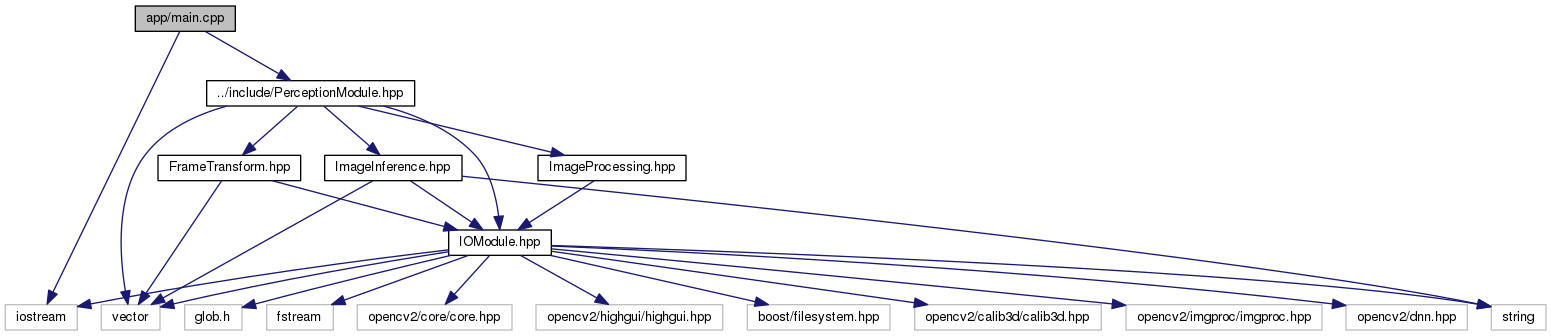 app/main.cpp
../include/PerceptionModule.hpp
FrameTransform.hpp
ImageInference.hpp
ImageProcessing.hpp
IOModule.hpp
iostream
vector
glob.h
fstream
opencv2/core/core.hpp
opencv2/highgui/highgui.hpp
boost/filesystem.hpp
opencv2/calib3d/calib3d.hpp
opencv2/imgproc/imgproc.hpp
opencv2/dnn.hpp
string